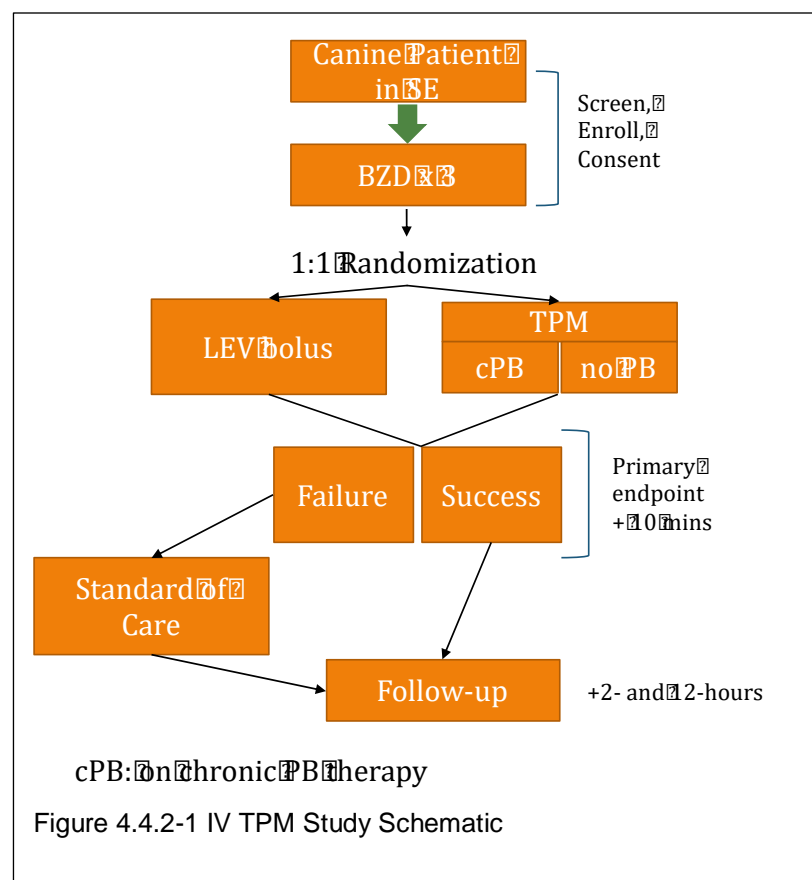 Canine Patient
in SE
BZD x 3
Screen,
Enroll,
Consent
1:1 Randomization
LEV bolus
TPM
cPB
no PB
Failure
Success
Primary
endpoint
+ 10 mins
Standard of
Care
Follow-up
+2- and 12-hours
cPB: on chronic PB therapy
Figure 4.4.2-1 IV TPM Study Schematic